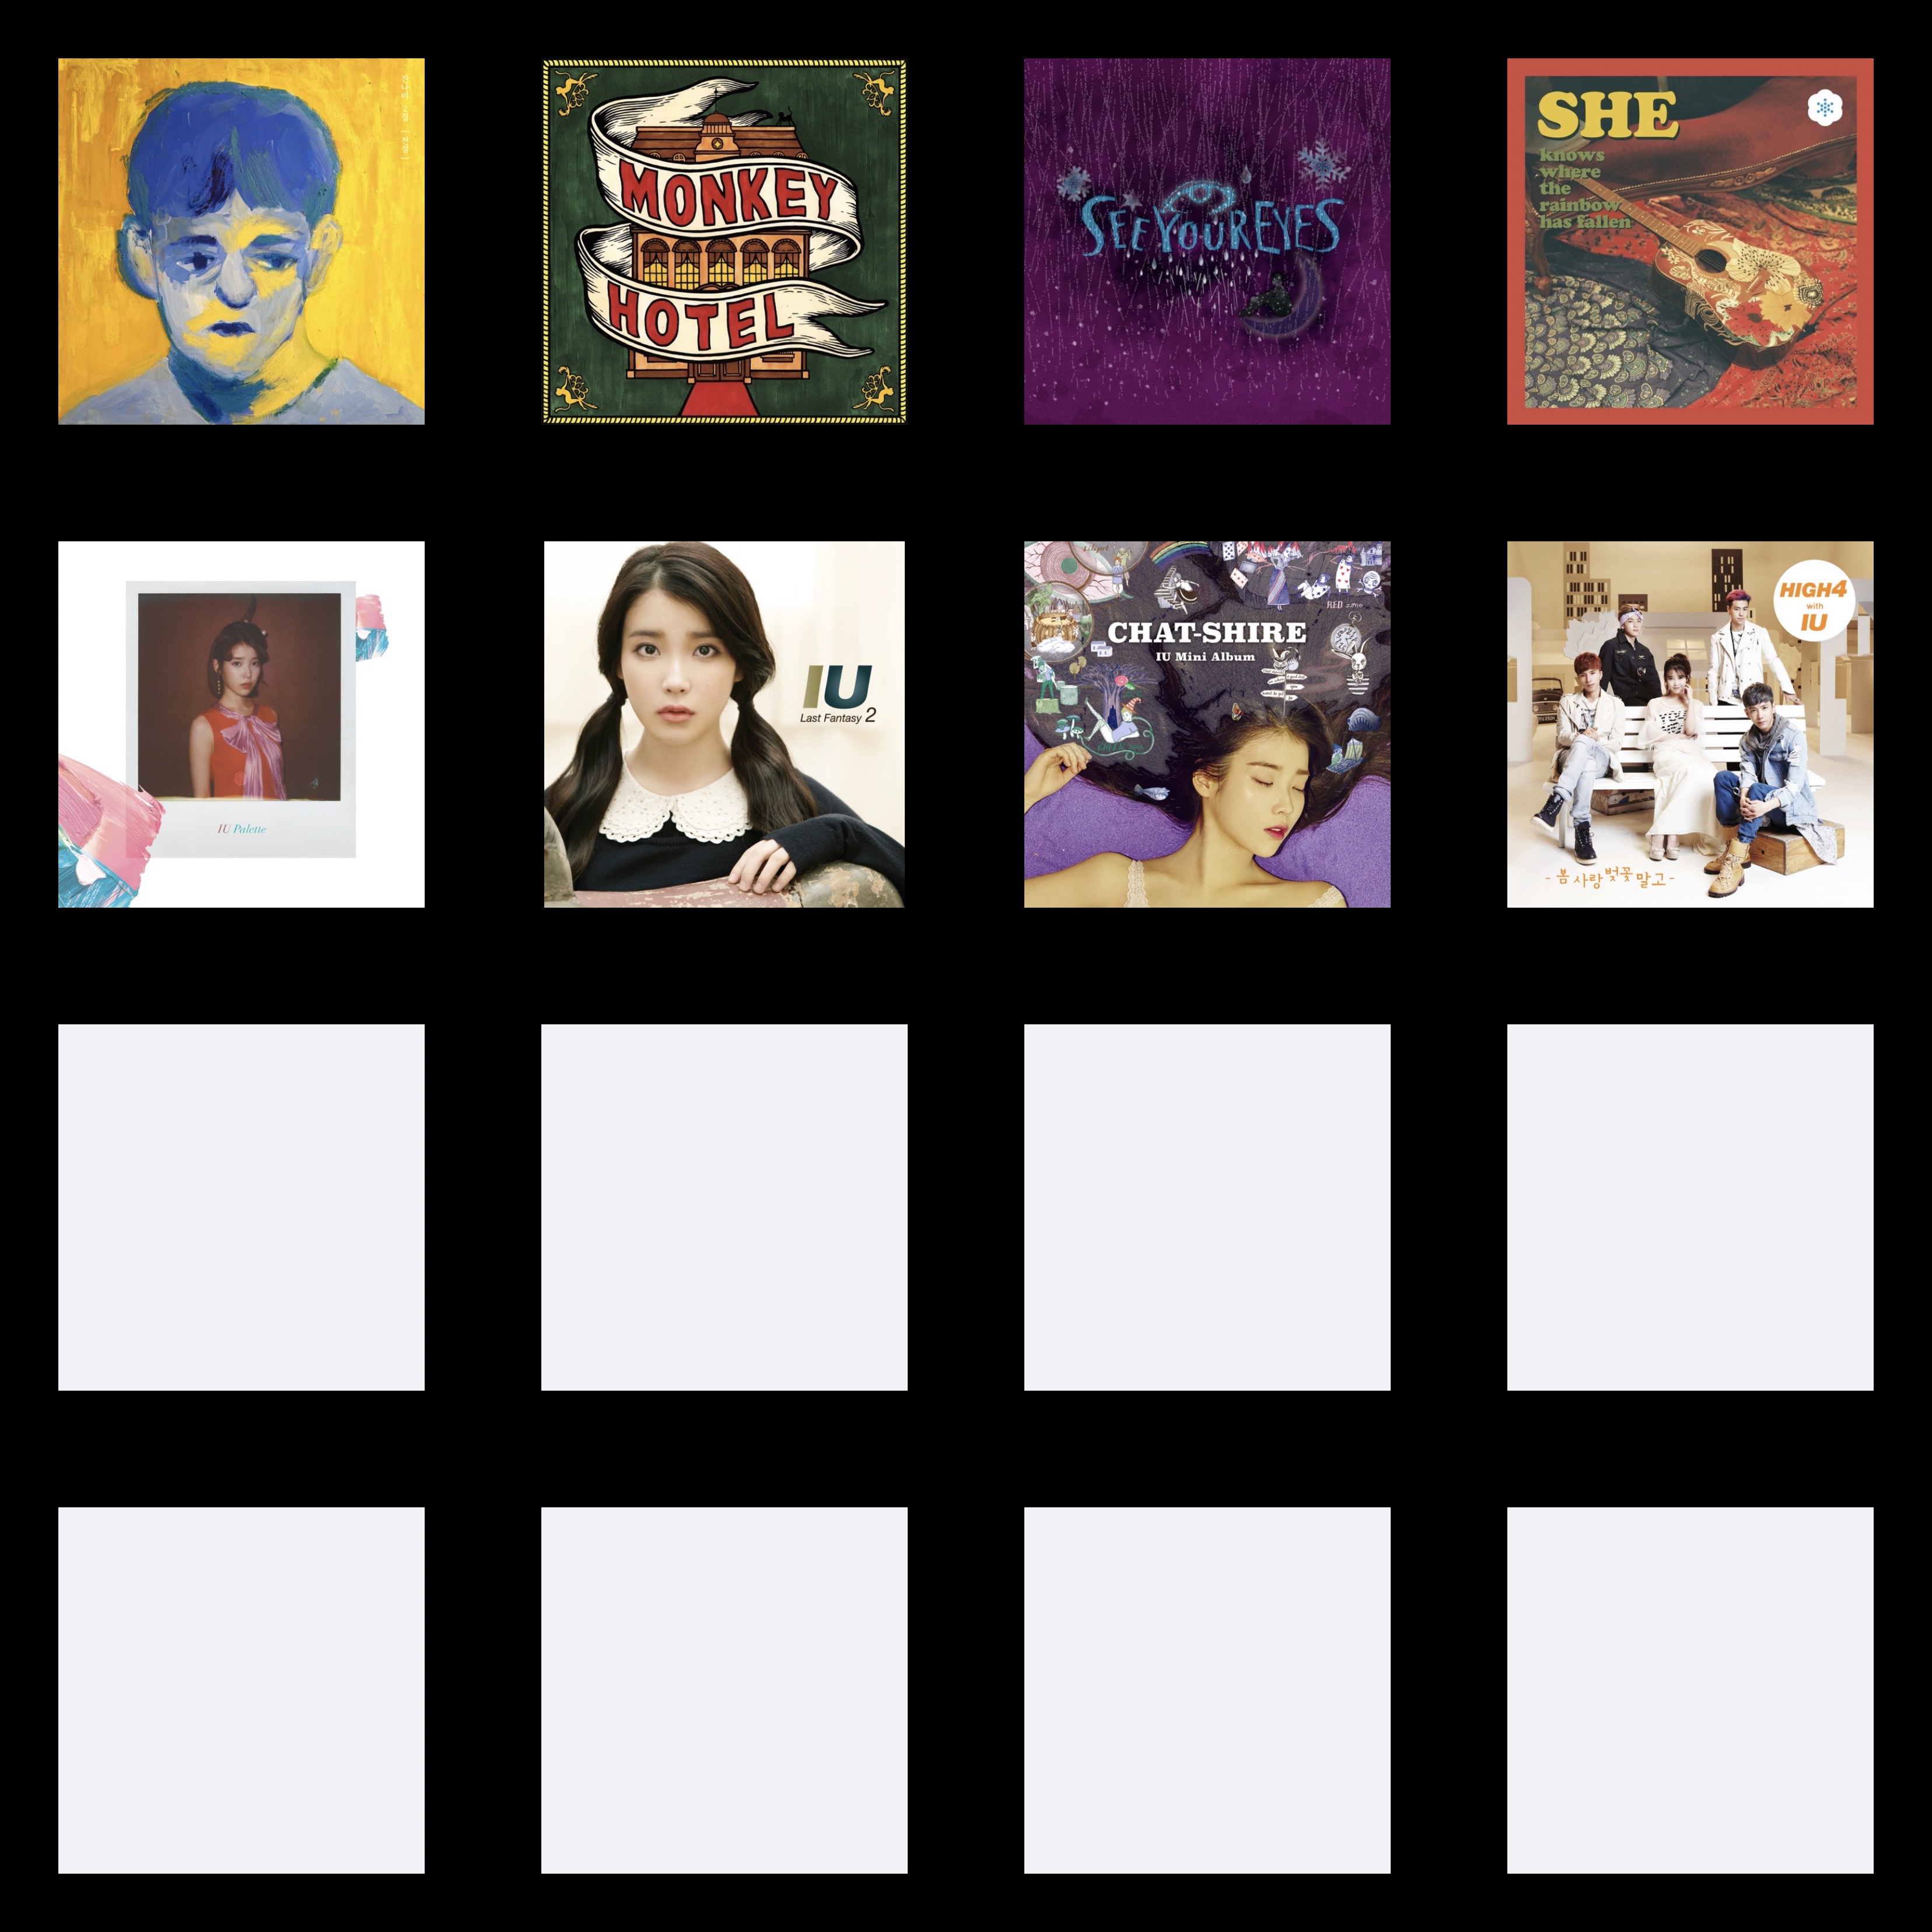 MONKEY
HOTEL
SEE YOUR EYES
SHE
knows
where
the
rainbow
has fallen
IU Palette
IU
Last Fantasy 2
CHAT-SHIRE
IU Mini Album
RED
HIGH4
with
IU
- 봄 사랑 벚꽃 말고 -